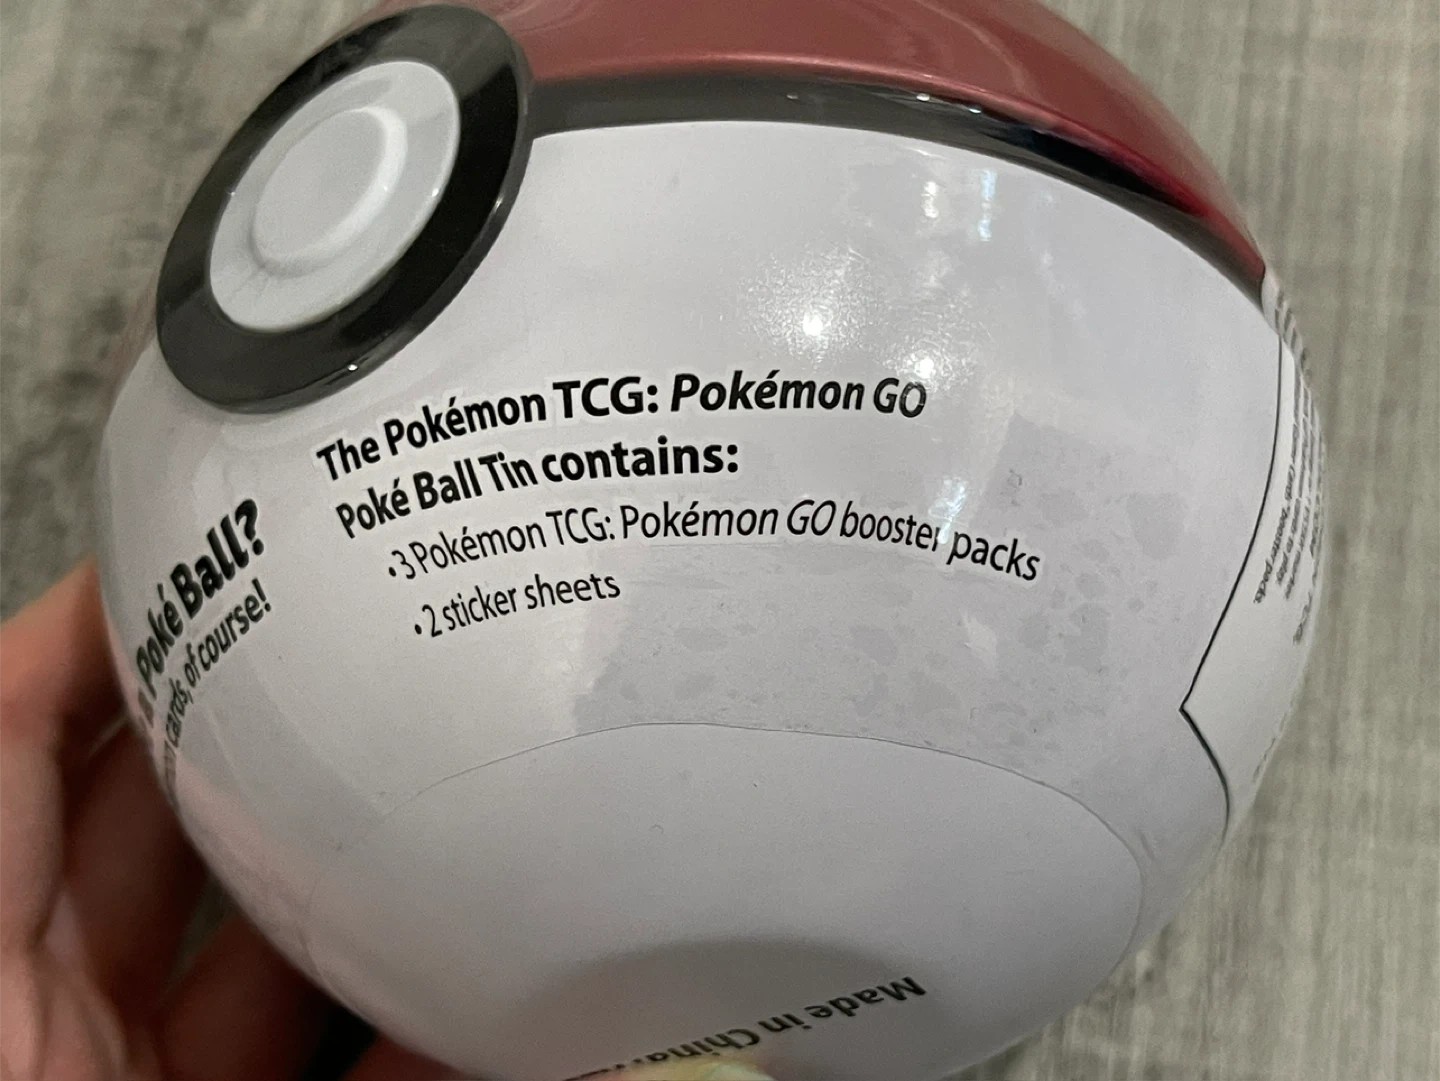 The Pokémon TCG: Pokémon GO
Poké Ball Tin contains:
•3 Pokémon TCG: Pokémon GO booster packs
•2 sticker sheets
Poké Ball?
cards, of course!
Made in China.